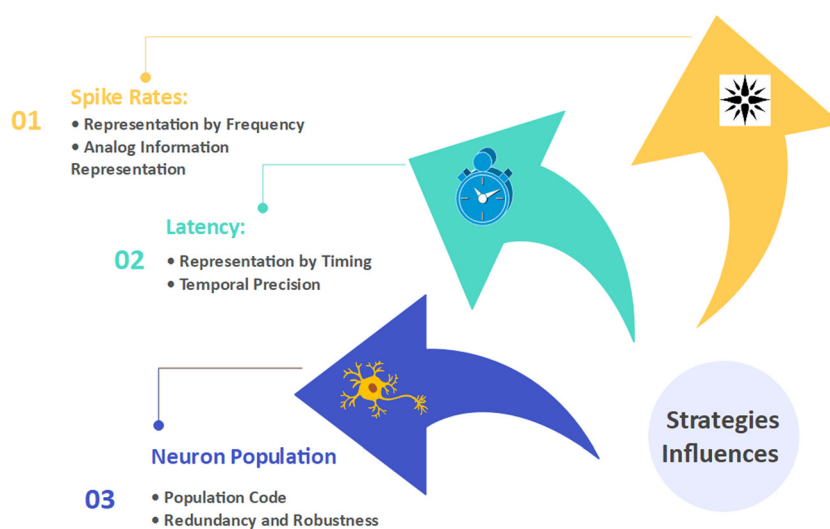 01
Spike Rates:
• Representation by Frequency
• Analog Information
Representation
02
Latency:
• Representation by Timing
• Temporal Precision
03
Neuron Population
• Population Code
• Redundancy and Robustness
Strategies
Influences